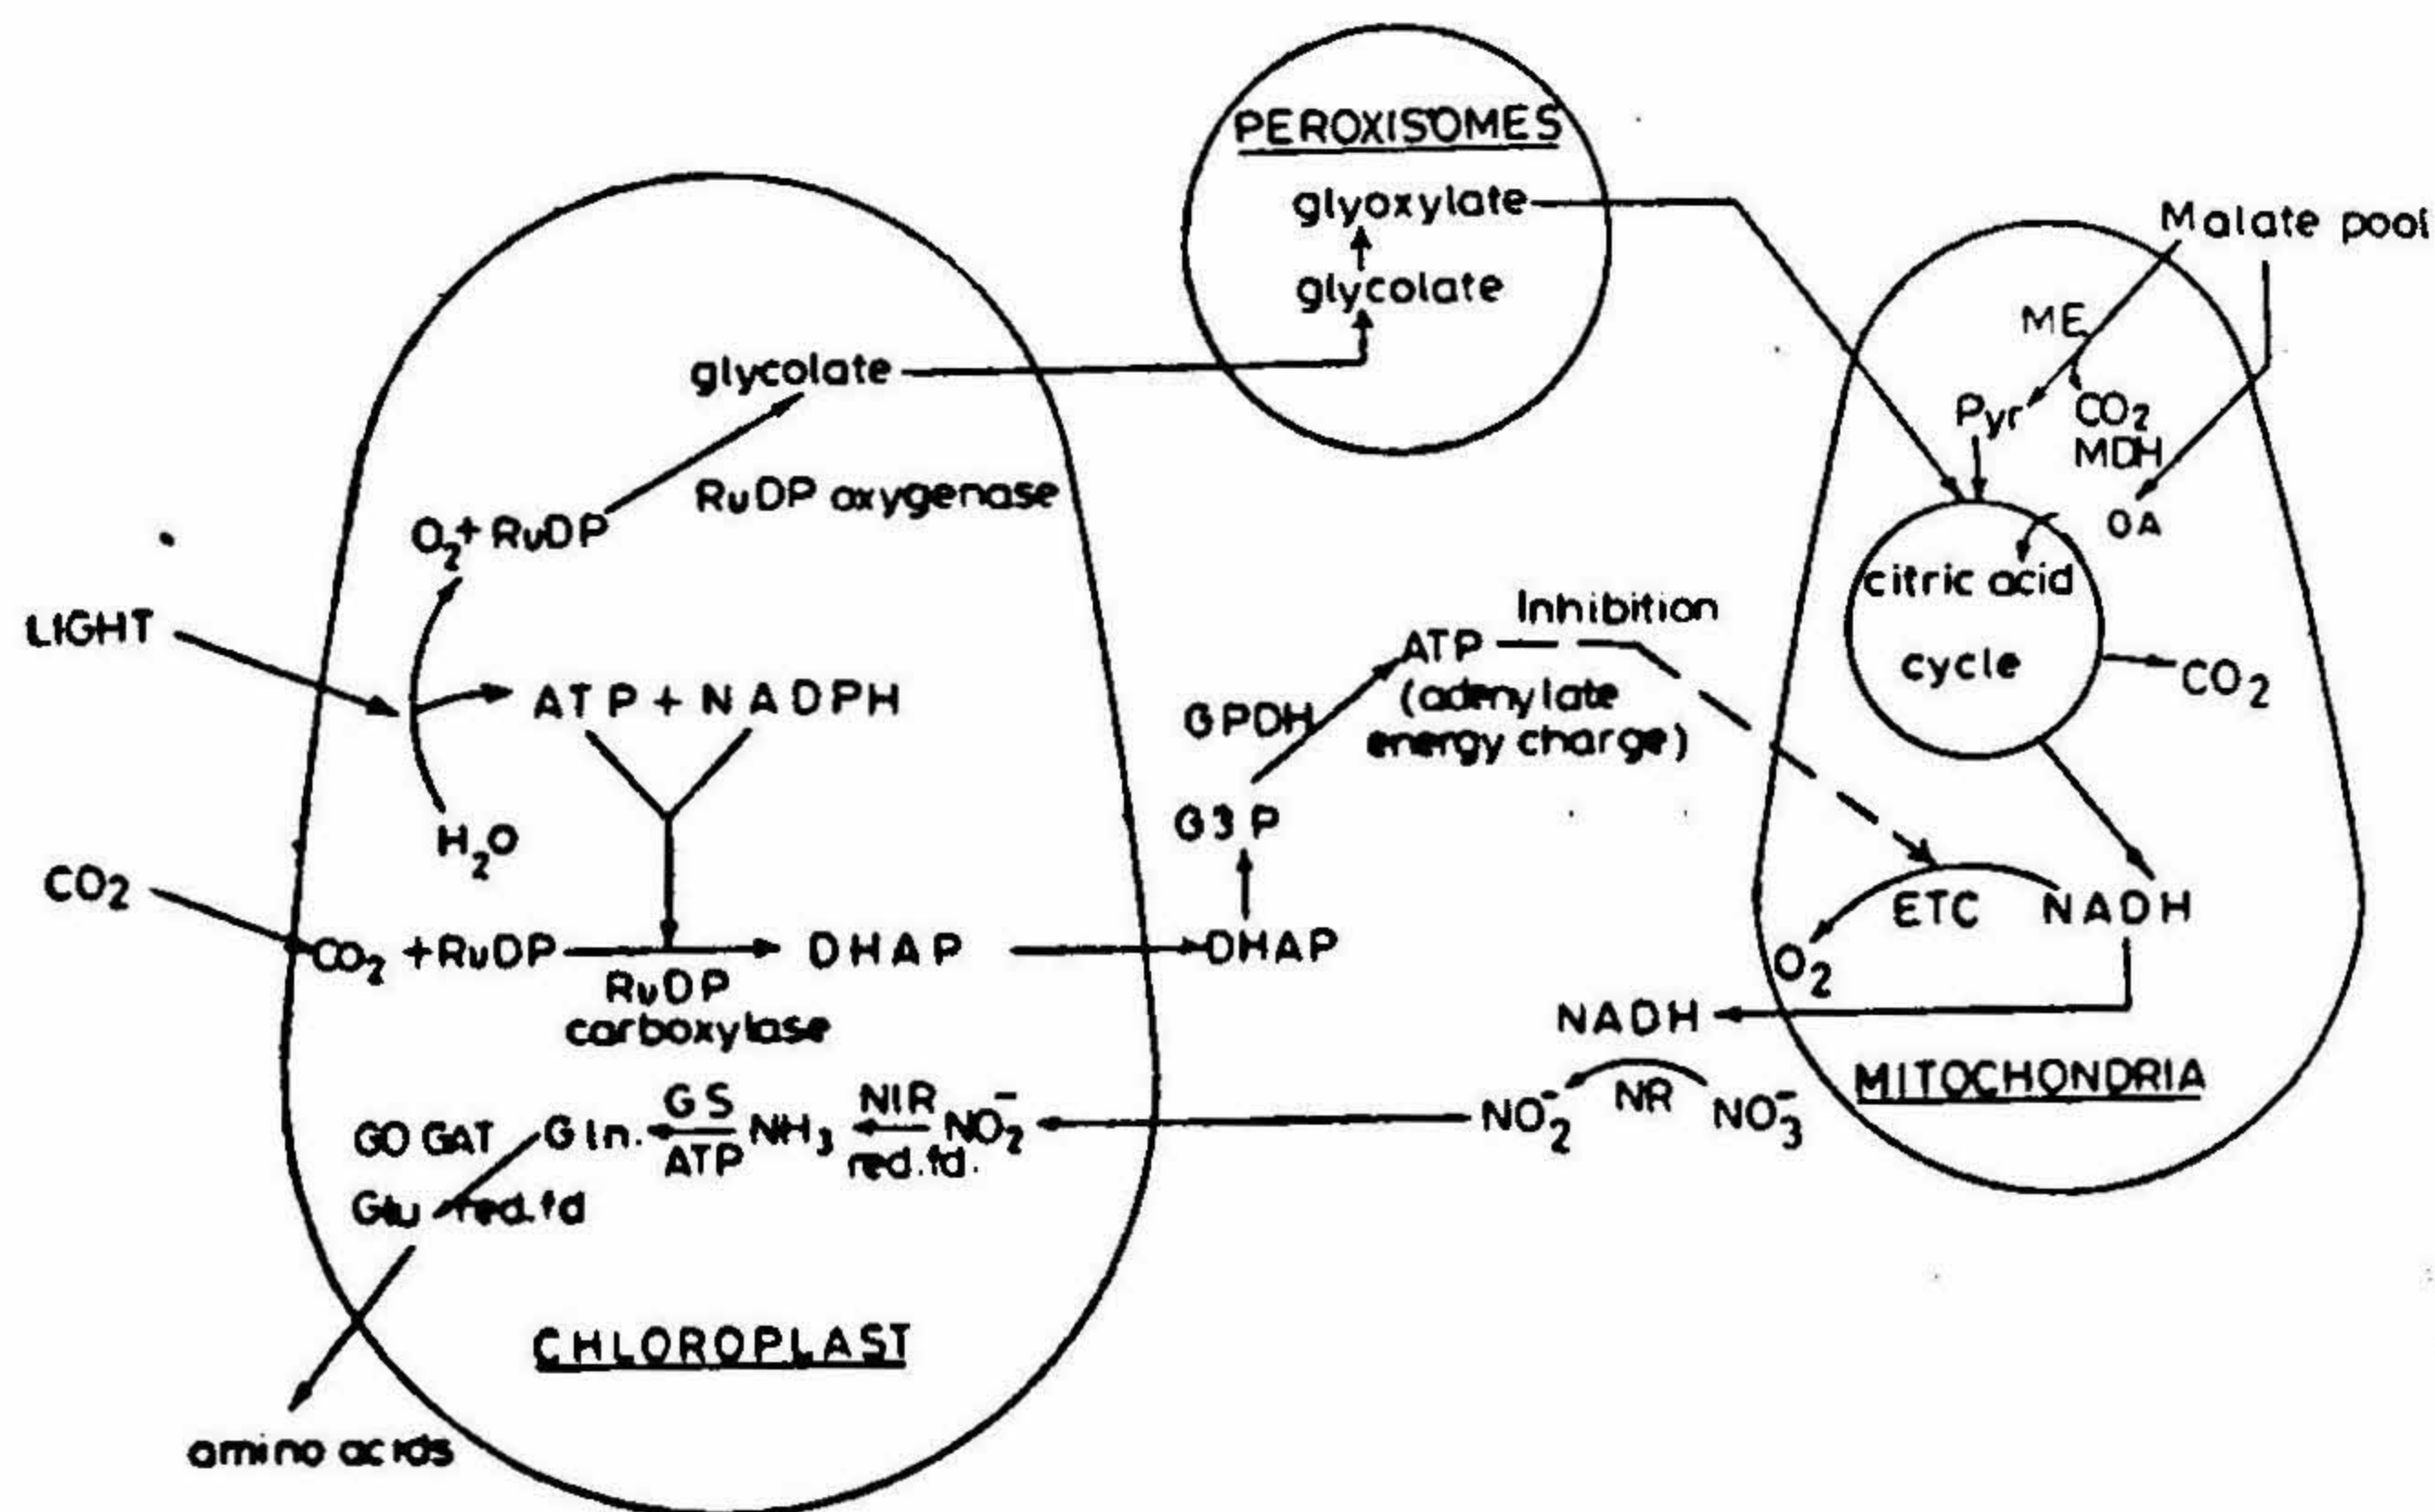 PEROXISOMES
glyoxylate
glycolate
Malate pool
ME
Pyr
CO2
MDH
OA
citric acid
cycle
CO2
glycolate
RuDP oxygenase
O2 + RuDP
LIGHT
ATP + NADPH
H2O
CO2
CO2 + RuDP
DHAP
RuDP
carboxylase
DHAP
G3P
GPDH
ATP
Inhibition
(adenylate
energy charge)
ETC
NADH
O2
NADH
MITOCHONDRIA
NO2-
NR
NO3-
GOGAT
Gln.
GS
ATP
NH3
NIR
red.fd.
NO2-
Glu
red.fd
CHLOROPLAST
amino acids